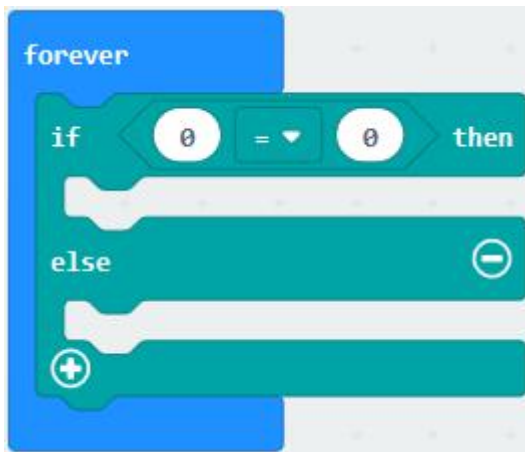 forever
if 0 = 0 then
else